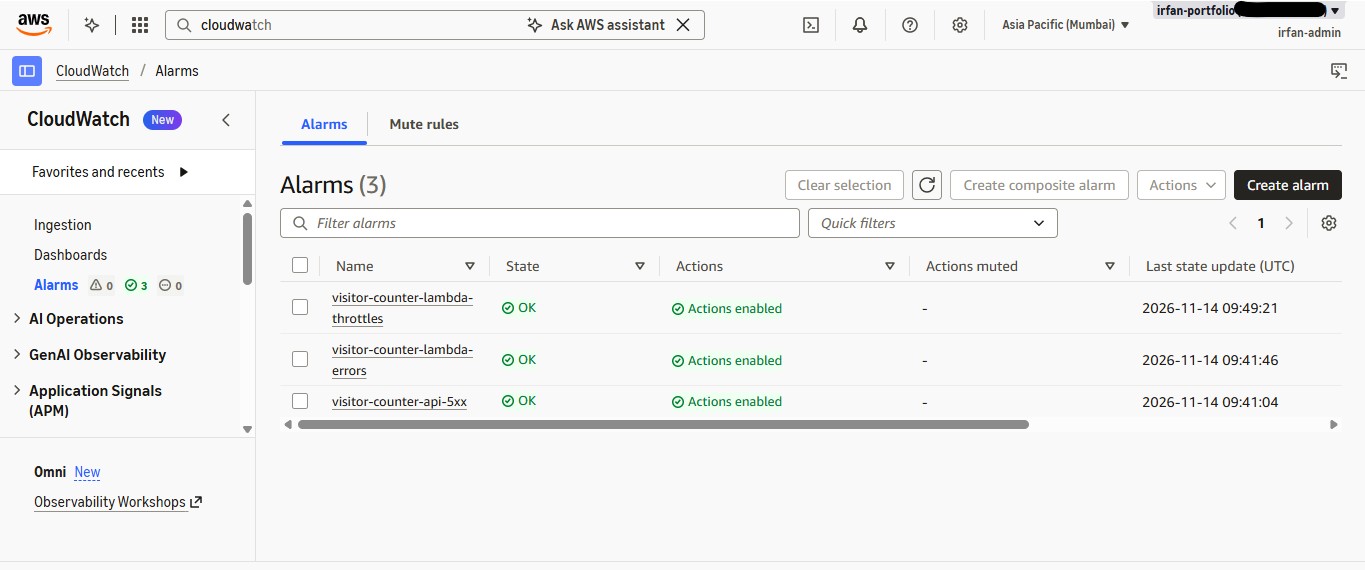 aws
cloudwatch
Ask AWS assistant
Asia Pacific (Mumbai)
irfan-portfolio
irfan-admin
CloudWatch / Alarms
CloudWatch New
Favorites and recents
Ingestion
Dashboards
Alarms 0 3 0
AI Operations
GenAI Observability
Application Signals
(APM)
Omni New
Observability Workshops
Alarms Mute rules
Alarms (3)
Clear selection
Create composite alarm
Actions
Create alarm
Filter alarms
Quick filters
1
Name State Actions Actions muted Last state update (UTC)
visitor-counter-lambda-
throttles
OK Actions enabled - 2026-11-14 09:49:21
visitor-counter-lambda-
errors
OK Actions enabled - 2026-11-14 09:41:46
visitor-counter-api-5xx OK Actions enabled - 2026-11-14 09:41:04